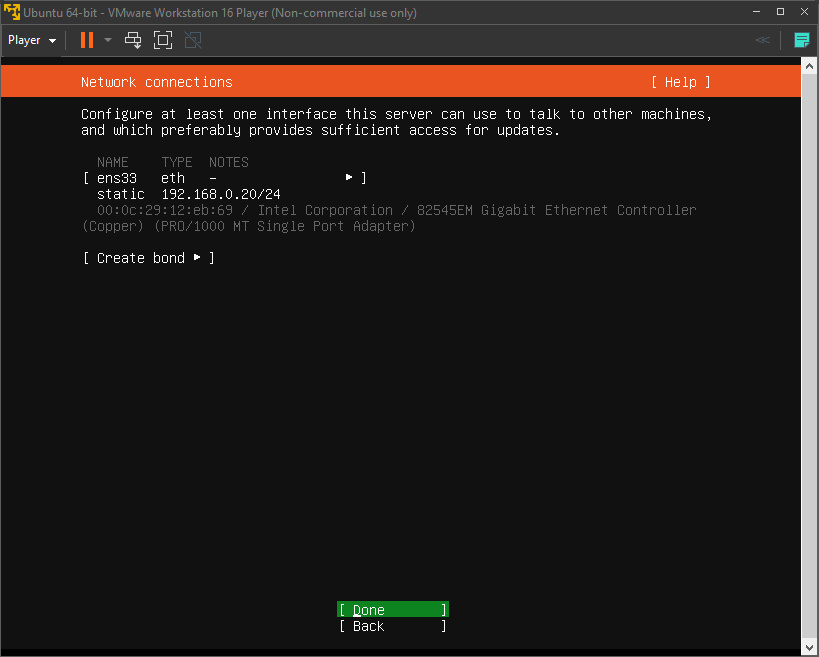 Ubuntu 64-bit - VMware Workstation 16 Player (Non-commercial use only)
Player
Network connections [ Help ]
Configure at least one interface this server can use to talk to other machines,
and which preferably provides sufficient access for updates.
NAME TYPE NOTES
[ ens33 eth - ▸ ]
static 192.168.0.20/24
00:0c:29:12:eb:69 / Intel Corporation / 82545EM Gigabit Ethernet Controller
(Copper) (PRO/1000 MT Single Port Adapter)
[ Create bond ▸ ]
[ Done ]
[ Back ]